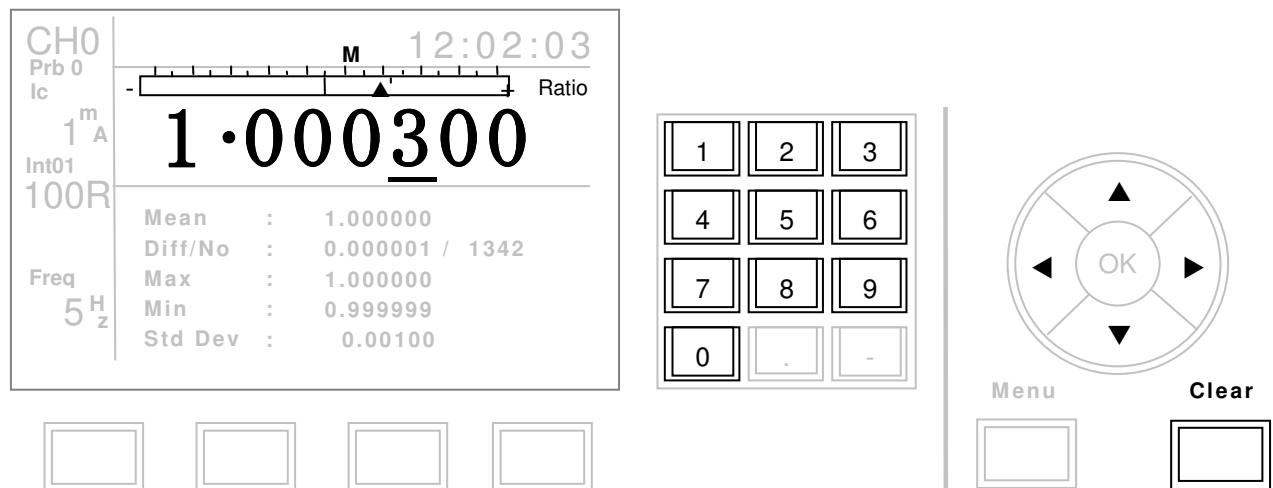 CH0
Prb 0
M
12:02:03
Ic
- + Ratio
1 m A
1·000300
Int01
100R
Mean : 1.000000
Diff/No : 0.000001 / 1342
Freq
Max : 1.000000
5 Hz
Min : 0.999999
Std Dev : 0.00100
1 2 3
4 5 6
7 8 9
0 . -
OK
Menu
Clear